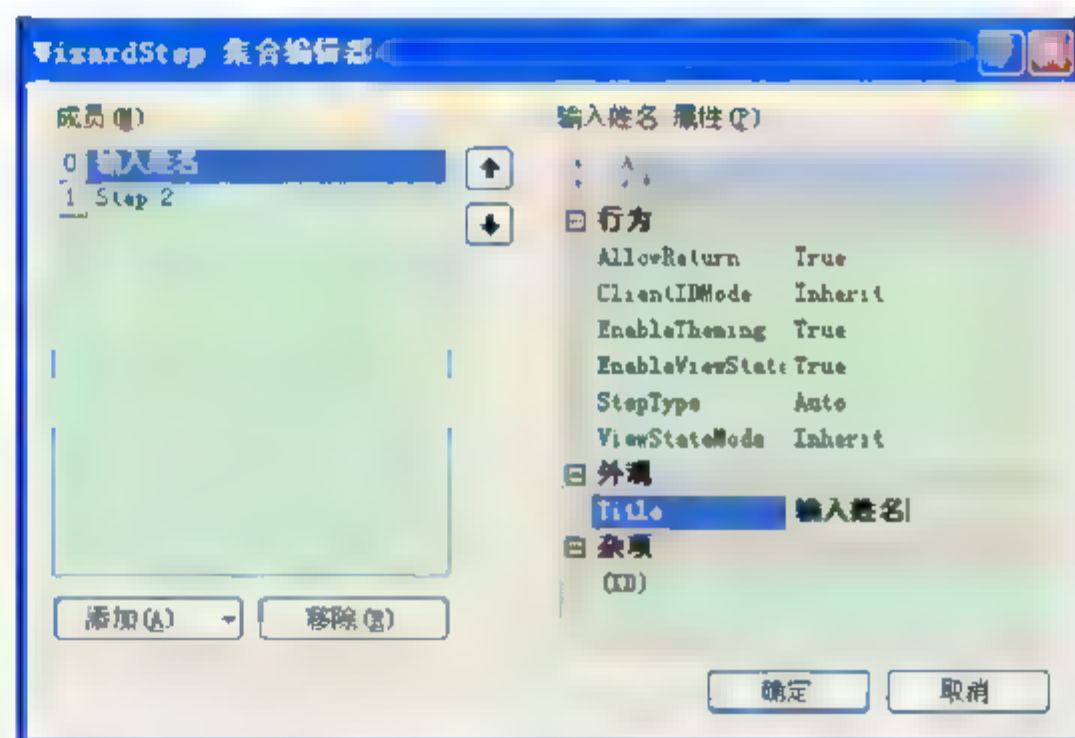 WizardStep 集合编辑器
成员(M)
0 输入姓名
1 Step 2
添加(A)
移除(R)
输入姓名 属性(P)
行为
AllowReturn True
ClientIDMode Inherit
EnableTheming True
EnableViewState True
StepType Auto
ViewStateMode Inherit
外观
Title 输入姓名
杂项
(ID)
确定 取消